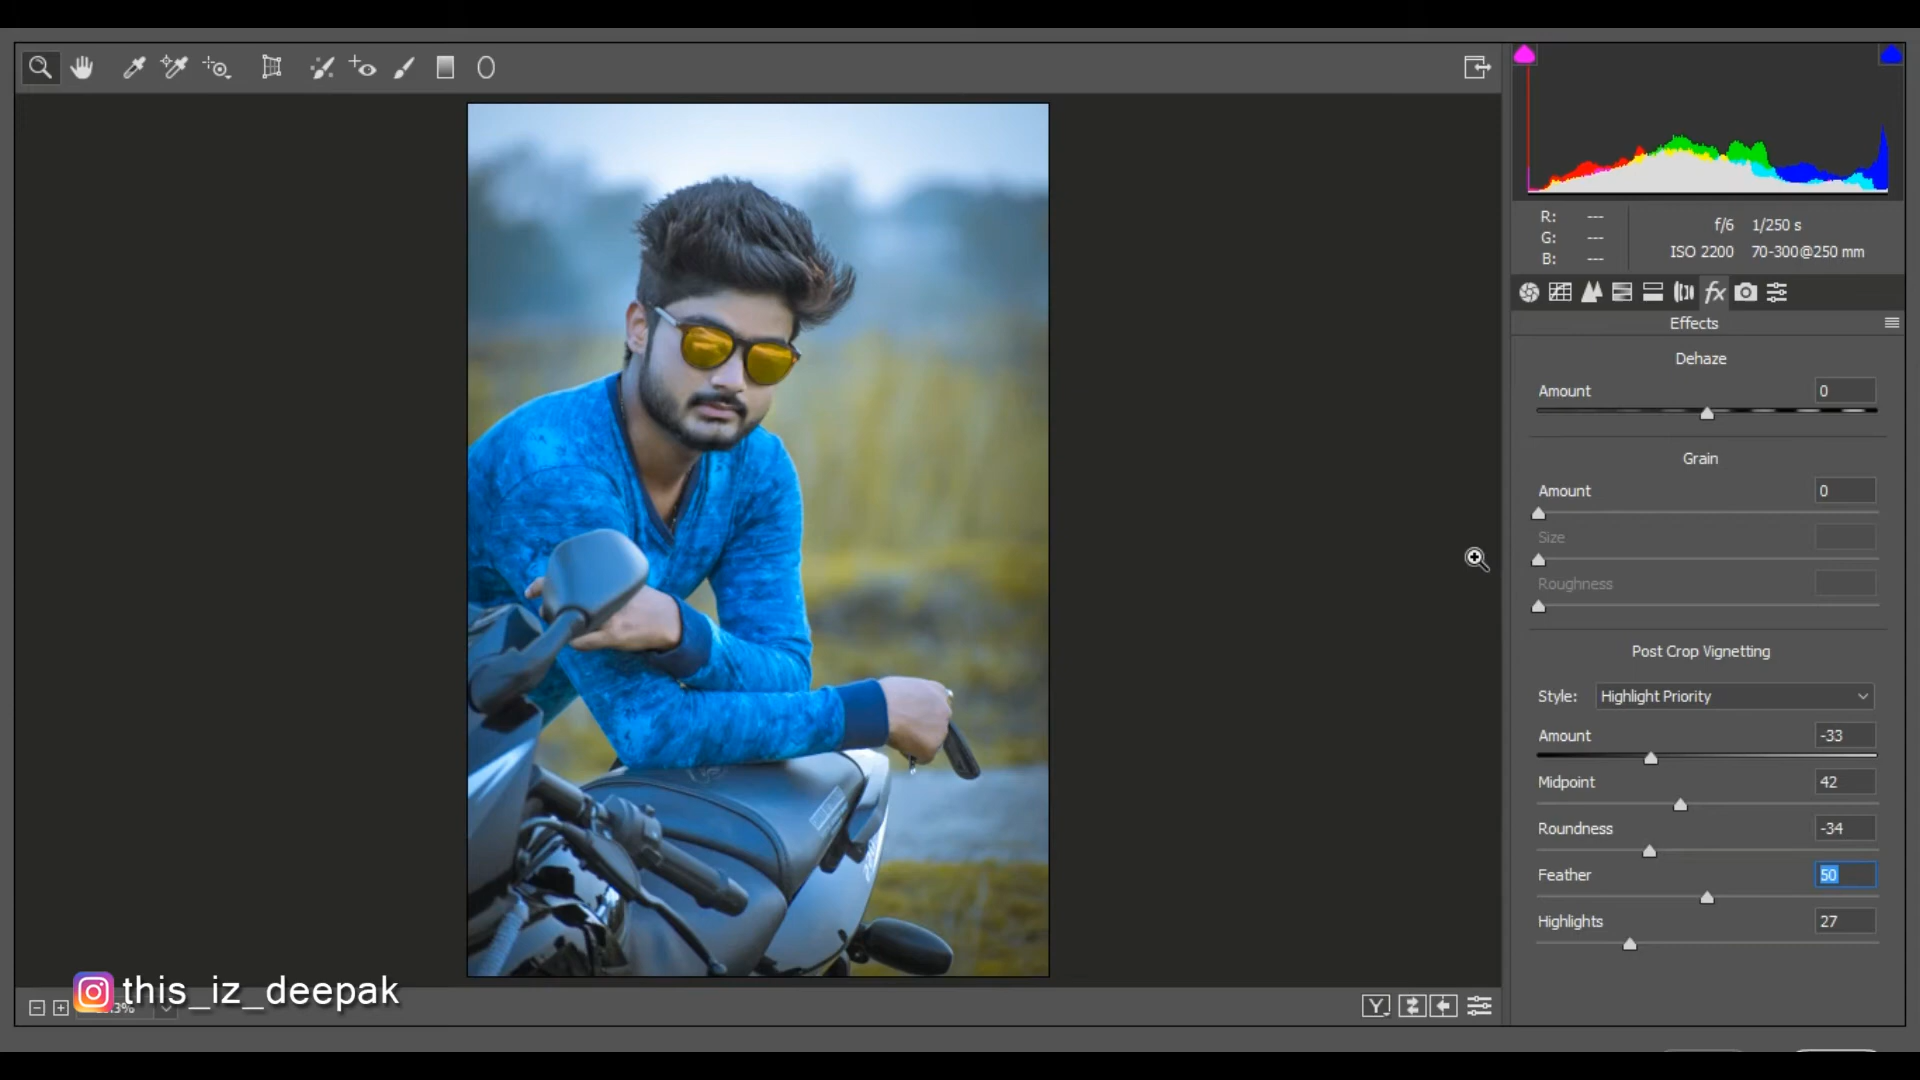 R: ---
G: ---
B: ---
f/6 1/250 s
ISO 2200 70-300@250 mm
fx
Effects
Dehaze
Amount 0
Grain
Amount 0
Size
Roughness
Post Crop Vignetting
Style: Highlight Priority
Amount -33
Midpoint 42
Roundness -34
Feather 50
Highlights 27
this_iz_deepak
Y